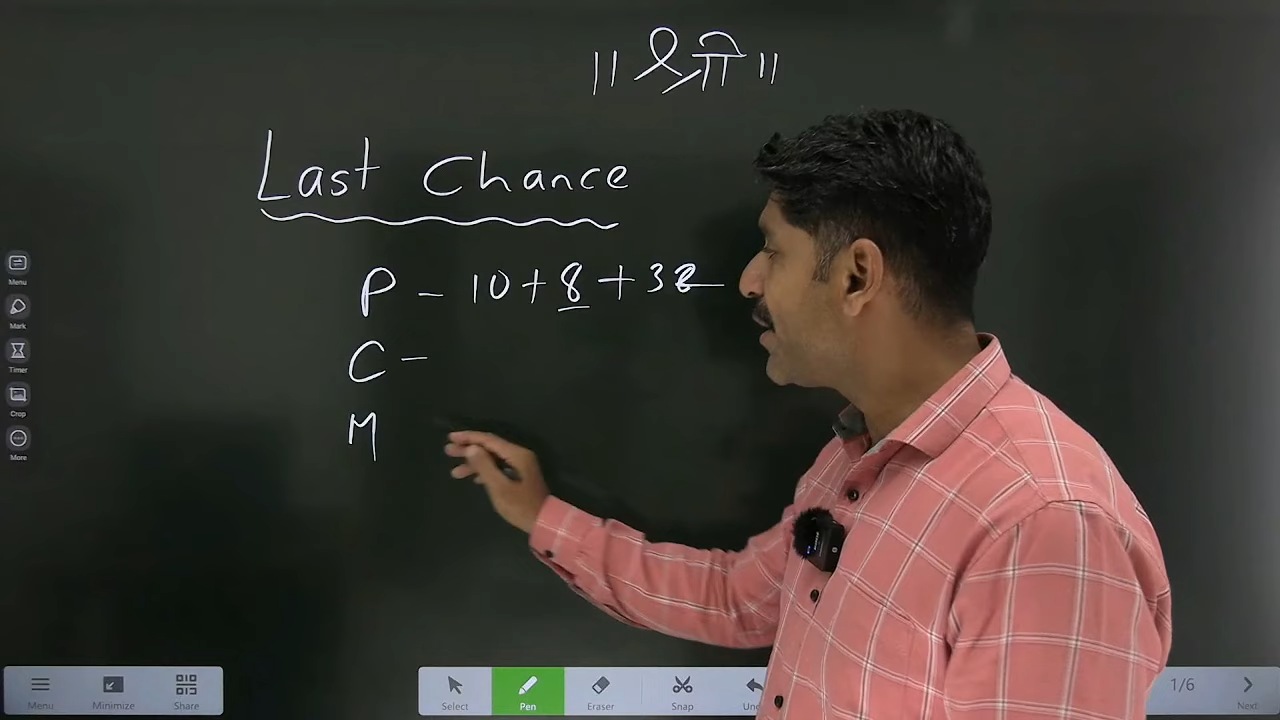 ॥ श्री ॥
Last Chance
P - 10 + 8 + 32
C -
M
Menu
Mark
Timer
Crop
More
Menu
Minimize
Share
Select
Pen
Eraser
Snap
1/6
Next